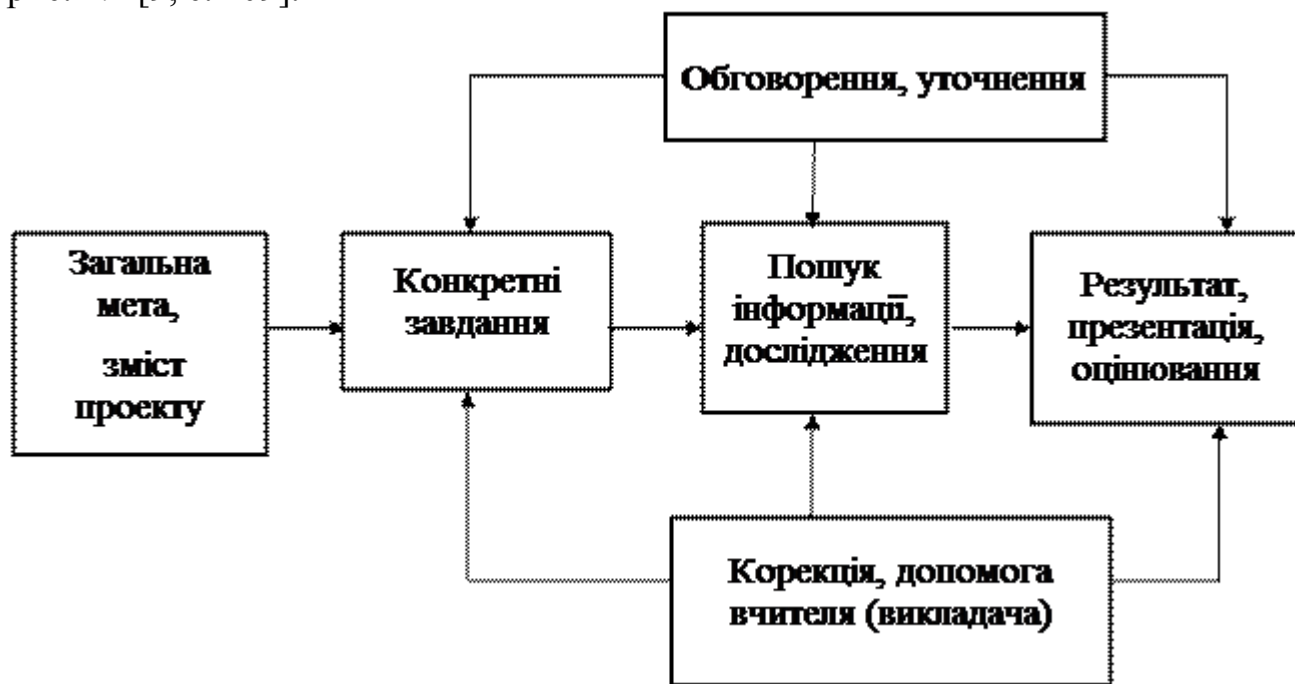 Обговорення, уточнення
Загальна
мета,
зміст
проекту
Конкретні
завдання
Пошук
інформації,
дослідження
Результат,
презентація,
оцінювання
Корекція, допомога
вчителя (викладача)